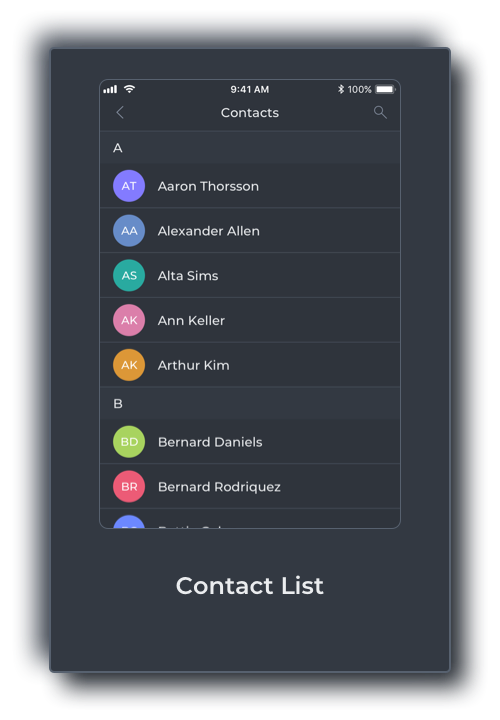 9:41 AM 100%
Contacts
A
AT Aaron Thorsson
AA Alexander Allen
AS Alta Sims
AK Ann Keller
AK Arthur Kim
B
BD Bernard Daniels
BR Bernard Rodriquez
Contact List